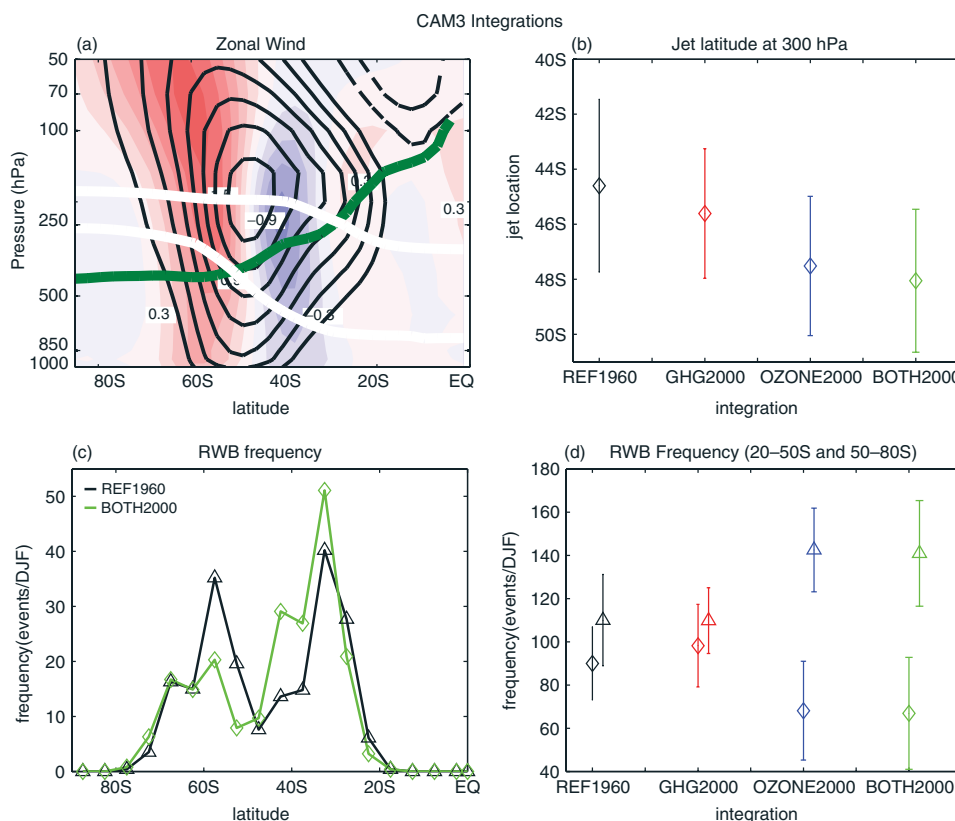 CAM3 Integrations
(a) Zonal Wind
50
70
100
250
500
850
1000
Pressure (hPa)
80S 60S 40S 20S EQ
latitude
−0.9
0.3
0.3
−0.3
(b) Jet latitude at 300 hPa
40S
42S
44S
46S
48S
50S
jet location
REF1960 GHG2000 OZONE2000 BOTH2000
integration
(c) RWB frequency
REF1960
BOTH2000
50
40
30
20
10
0
frequency(events/DJF)
80S 60S 40S 20S EQ
latitude
(d) RWB Frequency (20–50S and 50–80S)
180
160
140
120
100
80
60
40
frequency(events/DJF)
REF1960 GHG2000 OZONE2000 BOTH2000
integration